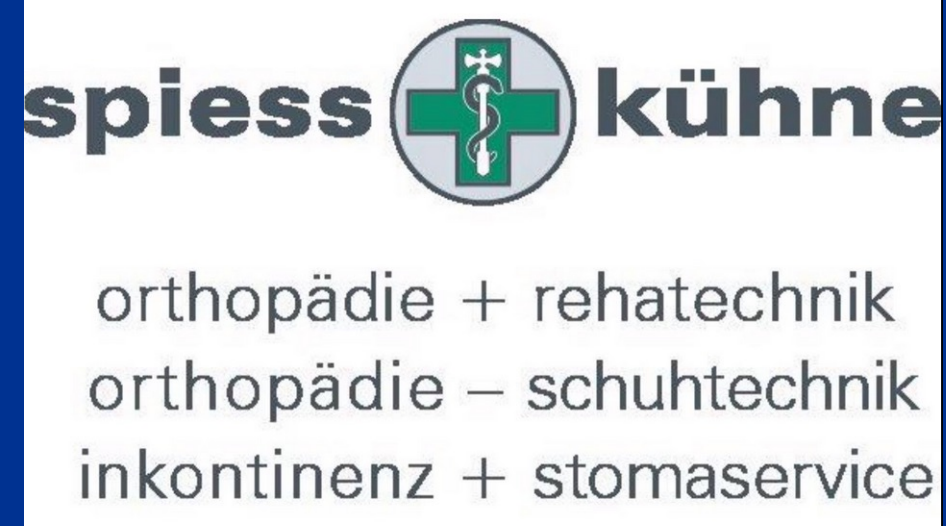 spiess kühne
orthopädie + rehatechnik
orthopädie – schuhtechnik
inkontinenz + stomaservice